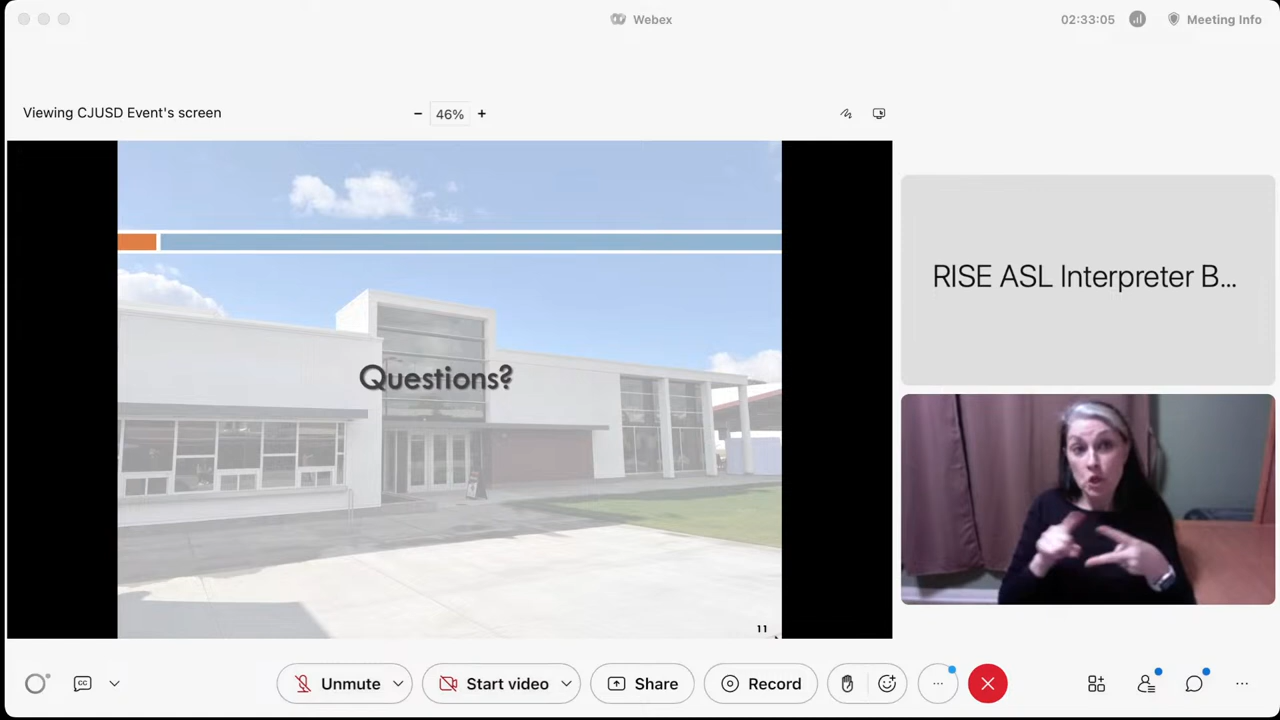 Webex
02:33:05
Meeting Info
Viewing CJUSD Event's screen
− 46% +
Questions?
11
RISE ASL Interpreter B...
CC
Unmute
Start video
Share
Record